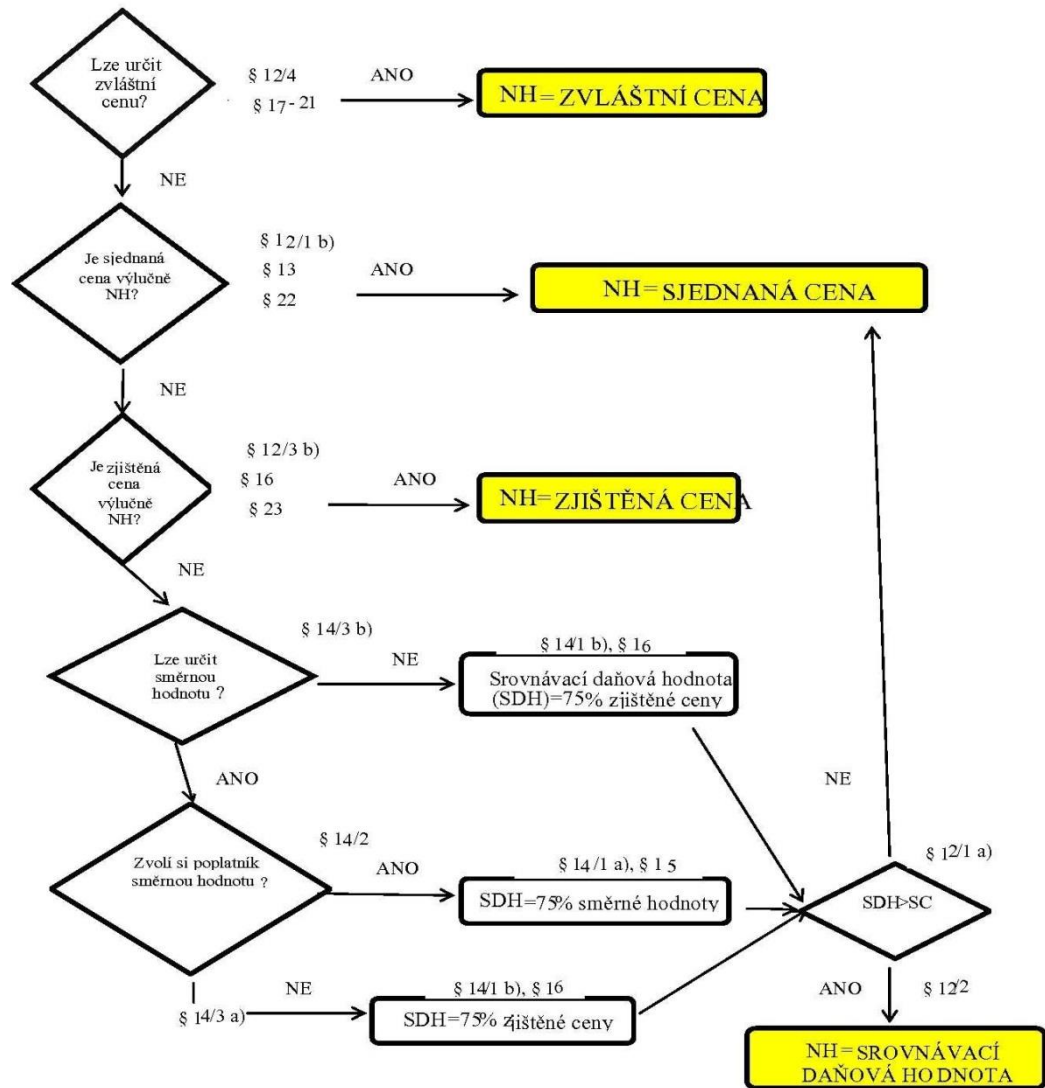 Lze určit
zvláštní
cenu?
§ 12/4
§ 17-21
ANO
NH= ZVLÁŠTNÍ CENA
NE
Je sjednaná
cena výlučně
NH?
§ 12/1 b)
§ 13
§ 22
ANO
NH= SJEDNANÁ CENA
NE
Je zjištěná
cena
výlučně
NH?
§ 12/3 b)
§ 16
§ 23
ANO
NH= ZJIŠTĚNÁ CENA
NE
Lze určit
směrnou
hodnotu ?
§ 14/3 b)
NE
§ 14/1 b), § 16
Srovnávací daňová hodnota
(SDH)=75% zjištěné ceny
ANO
NE
Zvolí si poplatník
směrnou hodnotu ?
§ 14/2
ANO
§ 14/1 a), § 15
SDH=75% směrné hodnoty
§ 12/1 a)
SDH>SC
§ 14/3 a)
NE
§ 14/1 b), § 16
SDH=75% zjištěné ceny
ANO
§ 12/2
NH= SROVNÁVACÍ
DAŇOVÁ HODNOTA